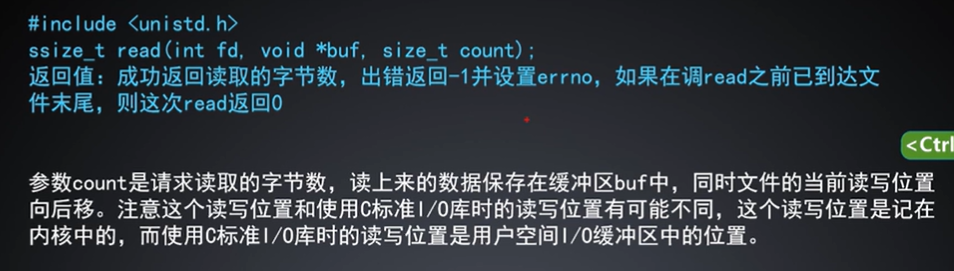 #include <unistd.h>
ssize_t read(int fd, void *buf, size_t count);
返回值：成功返回读取的字节数，出错返回-1并设置errno，如果在调read之前已到达文
件末尾，则这次read返回0
<Ctrl
参数count是请求读取的字节数，读上来的数据保存在缓冲区buf中，同时文件的当前读写位置
向后移。注意这个读写位置和使用C标准I/O库时的读写位置有可能不同，这个读写位置是记在
内核中的，而使用C标准I/O库时的读写位置是用户空间I/O缓冲区中的位置。